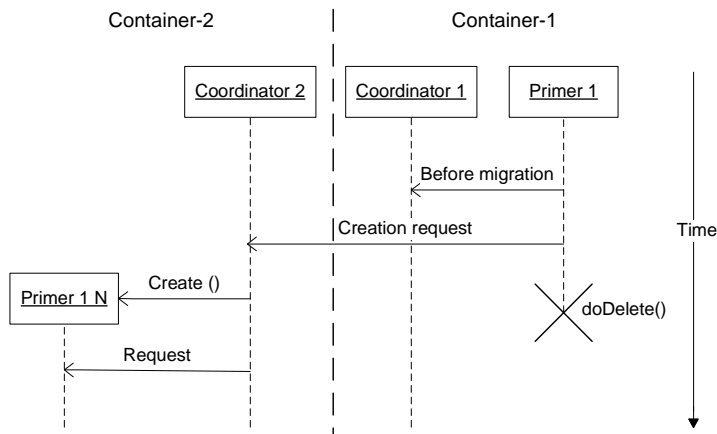 Container-2
Container-1
Coordinator 2
Coordinator 1
Primer 1
Before migration
Creation request
Time
Create ()
Primer 1 N
doDelete()
Request